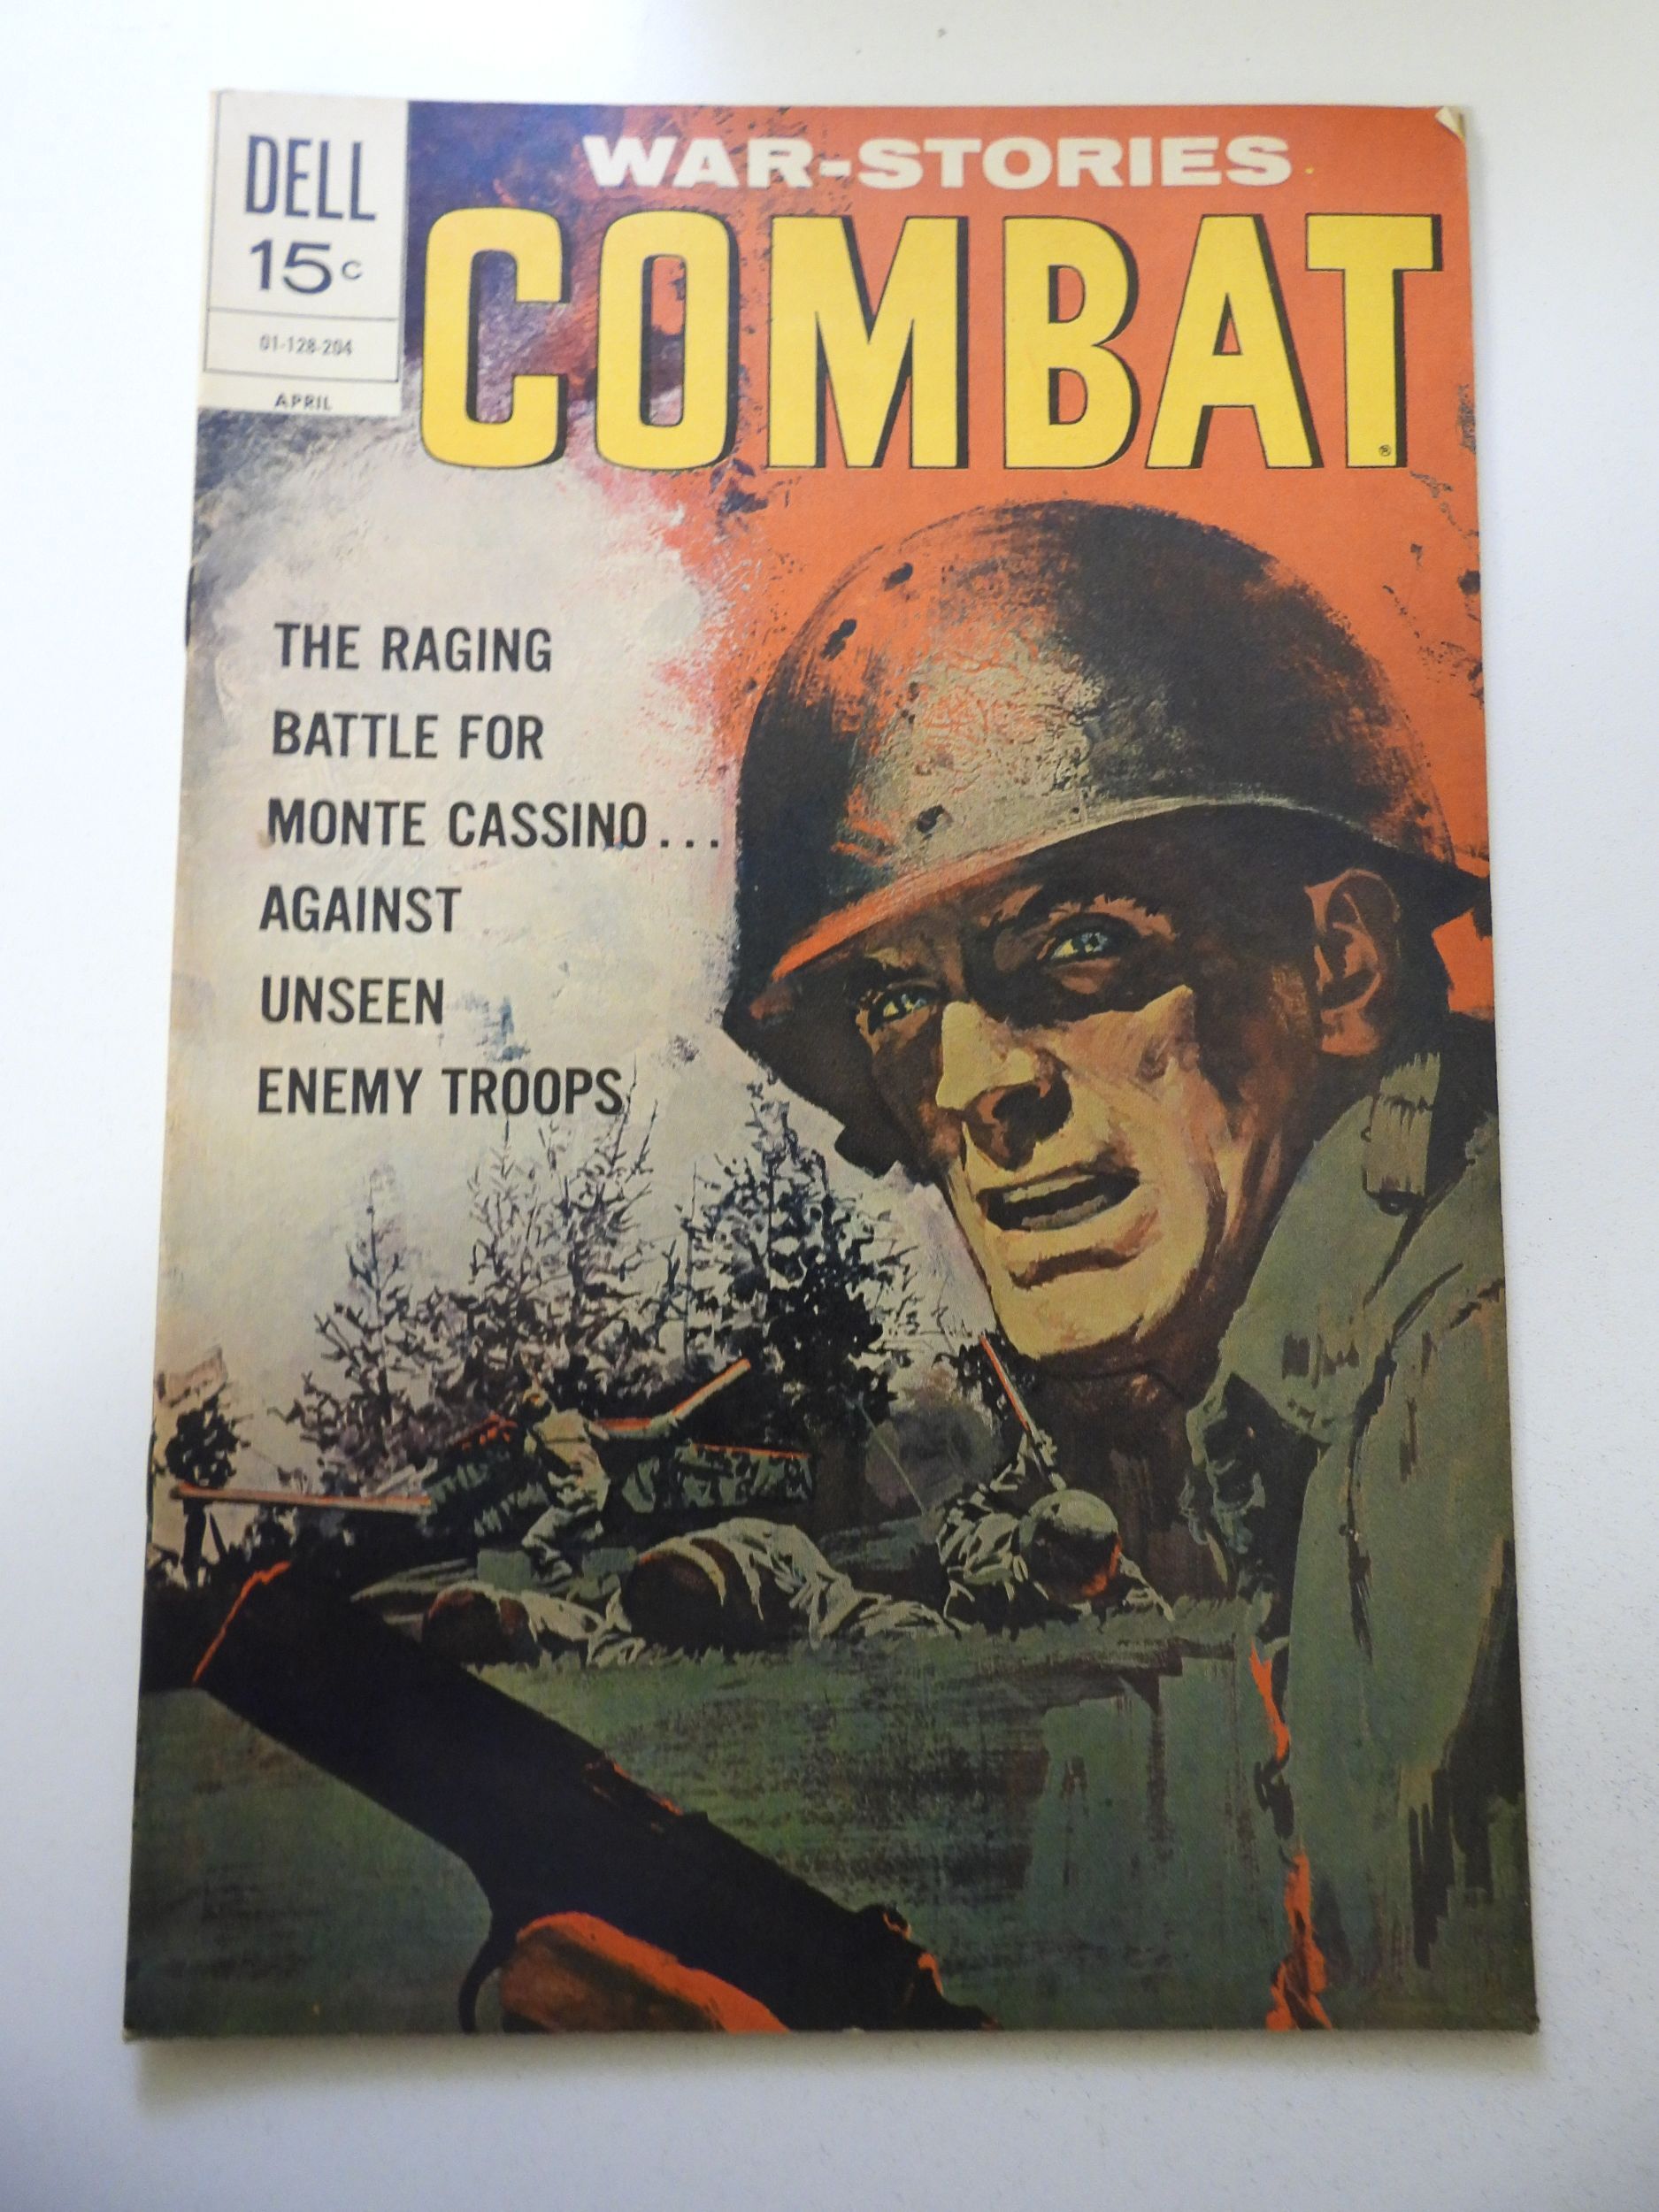 DELL
15c
01-128-204
APRIL
WAR-STORIES
COMBAT®
THE RAGING
BATTLE FOR
MONTE CASSINO...
AGAINST
UNSEEN
ENEMY TROOPS